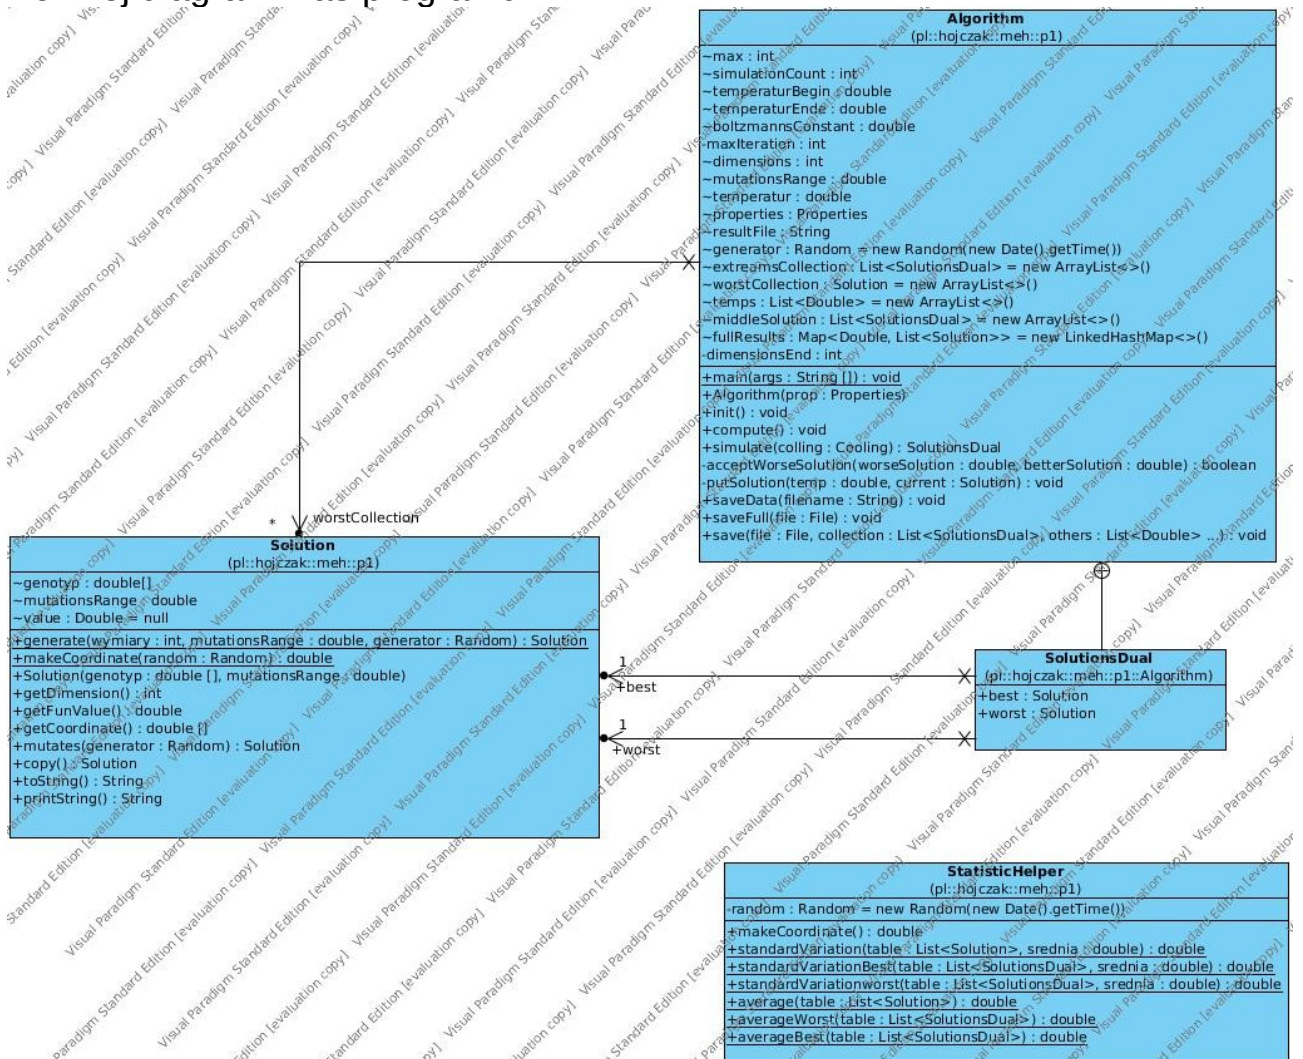 Algorithm
(pl::hojczak::meh::p1)
~max : int
~simulationCount : int
~temperaturBegin : double
~temperaturEnde : double
~boltzmannsConstant : double
-maxIteration : int
~dimensions : int
~mutationsRange : double
~temperatur : double
~properties : Properties
~resultFile : String
~generator : Random = new Random(new Date().getTime())
~extreamsCollection : List<SolutionsDual> = new ArrayList<>()
~worstCollection : Solution = new ArrayList<>()
~temps : List<Double> = new ArrayList<>()
~middleSolution : List<SolutionsDual> = new ArrayList<>()
~fullResults : Map<Double, List<Solution>> = new LinkedHashMap<>()
-dimensionsEnd : int
+main(args : String []) : void
+Algorithm(prop : Properties)
+init() : void
+compute() : void
+simulate(colling : Cooling) : SolutionsDual
-acceptWorseSolution(worseSolution : double, betterSolution : double) : boolean
-putSolution(temp : double, current : Solution) : void
+saveData(filename : String) : void
+saveFull(file : File) : void
+save(file : File, collection : List<SolutionsDual>, others : List<Double> ...) : void
* worstCollection
Solution
(pl::hojczak::meh::p1)
~genotyp : double[]
~mutationsRange : double
~value : Double = null
+generate(wymiary : int, mutationsRange : double, generator : Random) : Solution
+makeCoordinate(random : Random) : double
+Solution(genotyp : double [], mutationsRange : double)
+getDimension() : int
+getFunValue() : double
+getCoordinate() : double []
+mutates(generator : Random) : Solution
+copy() : Solution
+toString() : String
+printString() : String
1
+best
1
+worst
SolutionsDual
(pl::hojczak::meh::p1::Algorithm)
+best : Solution
+worst : Solution
StatisticHelper
(pl::hojczak::meh::p1)
-random : Random = new Random(new Date().getTime())
+makeCoordinate() : double
+standardVariation(table : List<Solution>, srednia : double) : double
+standardVariationBest(table : List<SolutionsDual>, srednia : double) : double
+standardVariationworst(table : List<SolutionsDual>, srednia : double) : double
+average(table : List<Solution>) : double
+averageWorst(table : List<SolutionsDual>) : double
+averageBest(table : List<SolutionsDual>) : double
Visual Paradigm Standard Edition [evaluation copy]